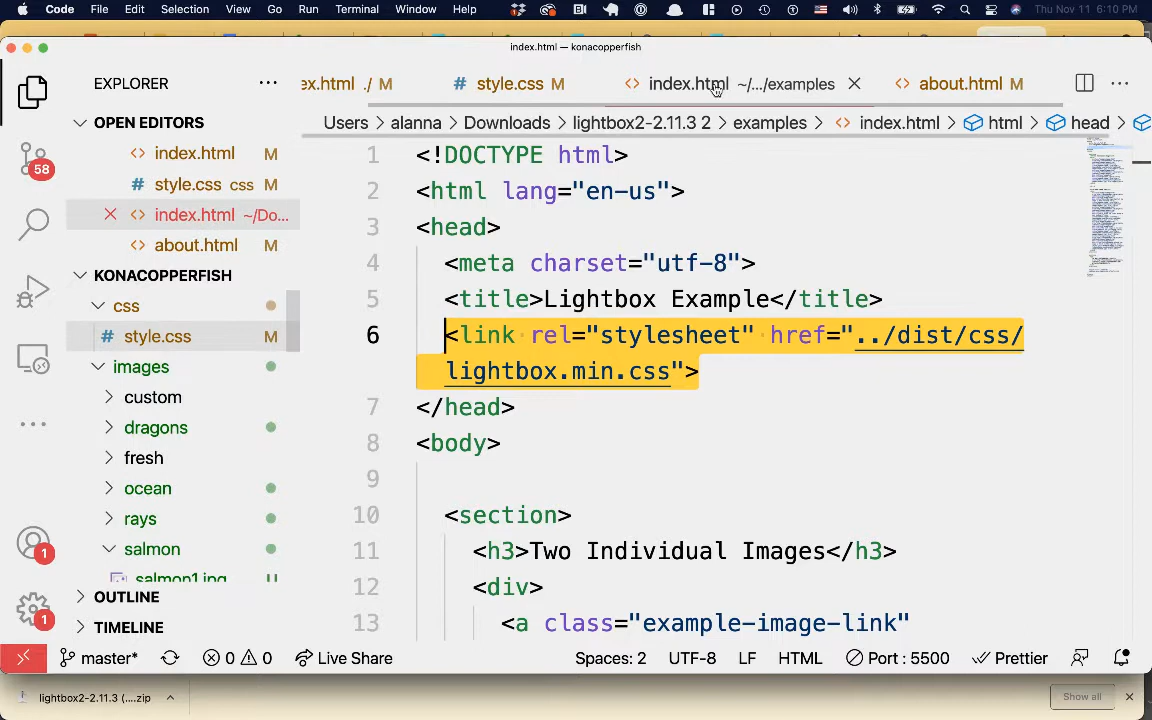 Code File Edit Selection View Go Run Terminal Window Help Thu Nov 11 6:10 PM
index.html — konacopperfish
EXPLORER
ex.html ./ M
# style.css M
<> index.html ~/.../examples
<> about.html M
Users > alanna > Downloads > lightbox2-2.11.3 2 > examples > <> index.html > html > head >
OPEN EDITORS
<> index.html M
# style.css css M
<> index.html ~/Do...
<> about.html M
KONACOPPERFISH
css
# style.css M
images
custom
dragons
fresh
ocean
rays
salmon
salmon1.jpg U
OUTLINE
TIMELINE
58
1
1
1 <!DOCTYPE html>
2 <html lang="en-us">
3 <head>
4 <meta charset="utf-8">
5 <title>Lightbox Example</title>
6 <link rel="stylesheet" href="../dist/css/
lightbox.min.css">
7 </head>
8 <body>
9
10 <section>
11 <h3>Two Individual Images</h3>
12 <div>
13 <a class="example-image-link"
master* 0 0 Live Share Spaces: 2 UTF-8 LF HTML Port : 5500 Prettier
lightbox2-2.11.3 (....zip
Show all